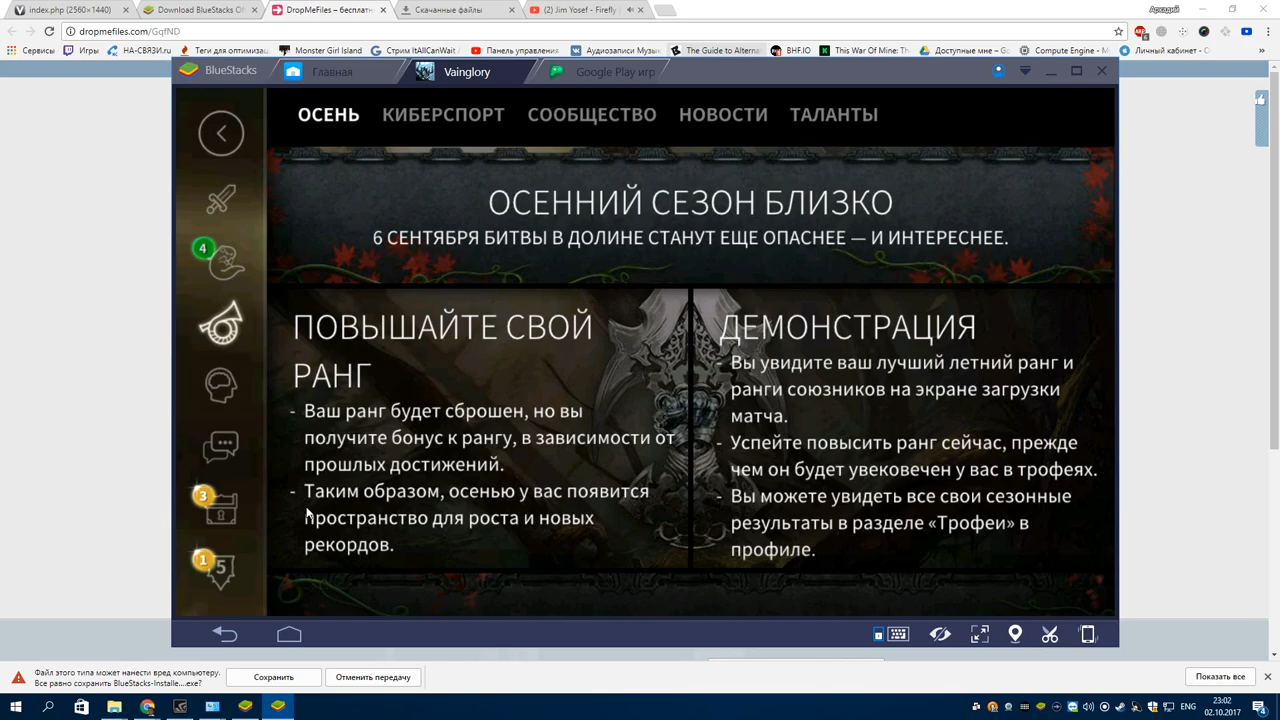 index.php (2560×1440)
Download BlueStacks Of
DropMeFiles – бесплатн
Скачанные файлы
(2) Jim Yosef - Firefly
Аркадий
dropmefiles.com/GqfND
Сервисы
Игры
НА-СВЯЗИ.ru
Теги для оптимизац
Monster Girl Island
Стрим ItAllCanWait
Панель управления
Аудиозаписи Музык
The Guide to Alterna
BHF.IO
This War Of Mine: Th
Доступные мне – Go
Compute Engine - M
Личный кабинет - O
BlueStacks
Главная
Vainglory
Google Play игр
ОСЕНЬ КИБЕРСПОРТ СООБЩЕСТВО НОВОСТИ ТАЛАНТЫ
ОСЕННИЙ СЕЗОН БЛИЗКО
6 СЕНТЯБРЯ БИТВЫ В ДОЛИНЕ СТАНУТ ЕЩЕ ОПАСНЕЕ — И ИНТЕРЕСНЕЕ.
4
3
1
5
ПОВЫШАЙТЕ СВОЙ
РАНГ
- Ваш ранг будет сброшен, но вы
получите бонус к рангу, в зависимости от
прошлых достижений.
- Таким образом, осенью у вас появится
пространство для роста и новых
рекордов.
ДЕМОНСТРАЦИЯ
- Вы увидите ваш лучший летний ранг и
ранги союзников на экране загрузки
матча.
- Успейте повысить ранг сейчас, прежде
чем он будет увековечен у вас в трофеях.
- Вы можете увидеть все свои сезонные
результаты в разделе «Трофеи» в
профиле.
Файл этого типа может нанести вред компьютеру.
Все равно сохранить BlueStacks-Installe....exe?
Сохранить
Отменить передачу
Показать все
ENG
23:02
02.10.2017
4